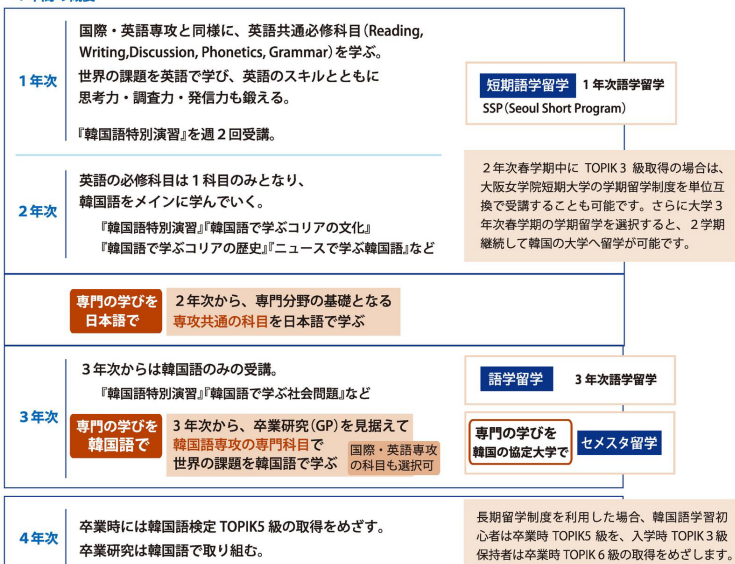 １年次
国際・英語専攻と同様に、英語共通必修科目（Reading,
Writing,Discussion, Phonetics, Grammar）を学ぶ。
世界の課題を英語で学び、英語のスキルとともに
思考力・調査力・発信力も鍛える。
『韓国語特別演習』を週２回受講。
短期語学留学 １年次語学留学
SSP（Seoul Short Program）
２年次
英語の必修科目は１科目のみとなり、
韓国語をメインに学んでいく。
『韓国語特別演習』『韓国語で学ぶコリアの文化』
『韓国語で学ぶコリアの歴史』『ニュースで学ぶ韓国語』など
２年次春学期中に TOPIK３ 級取得の場合は、
大阪女学院短期大学の学期留学制度を単位互
換で受講することも可能です。さらに大学３
年次春学期の学期留学を選択すると、２学期
継続して韓国の大学へ留学が可能です。
専門の学びを
日本語で
２年次から、専門分野の基礎となる
専攻共通の科目を日本語で学ぶ
３年次
３年次からは韓国語のみの受講。
『韓国語特別演習』『韓国語で学ぶ社会問題』など
専門の学びを
韓国語で
３年次から、卒業研究（GP）を見据えて
韓国語専攻の専門科目で
世界の課題を韓国語で学ぶ
国際・英語専攻
の科目も選択可
語学留学 ３年次語学留学
専門の学びを
韓国の協定大学で
セメスタ留学
４年次
卒業時には韓国語検定 TOPIK5 級の取得をめざす。
卒業研究は韓国語で取り組む。
長期留学制度を利用した場合、韓国語学習初
心者は卒業時 TOPIK5 級を、入学時 TOPIK３級
保持者は卒業時 TOPIK６級の取得をめざします。